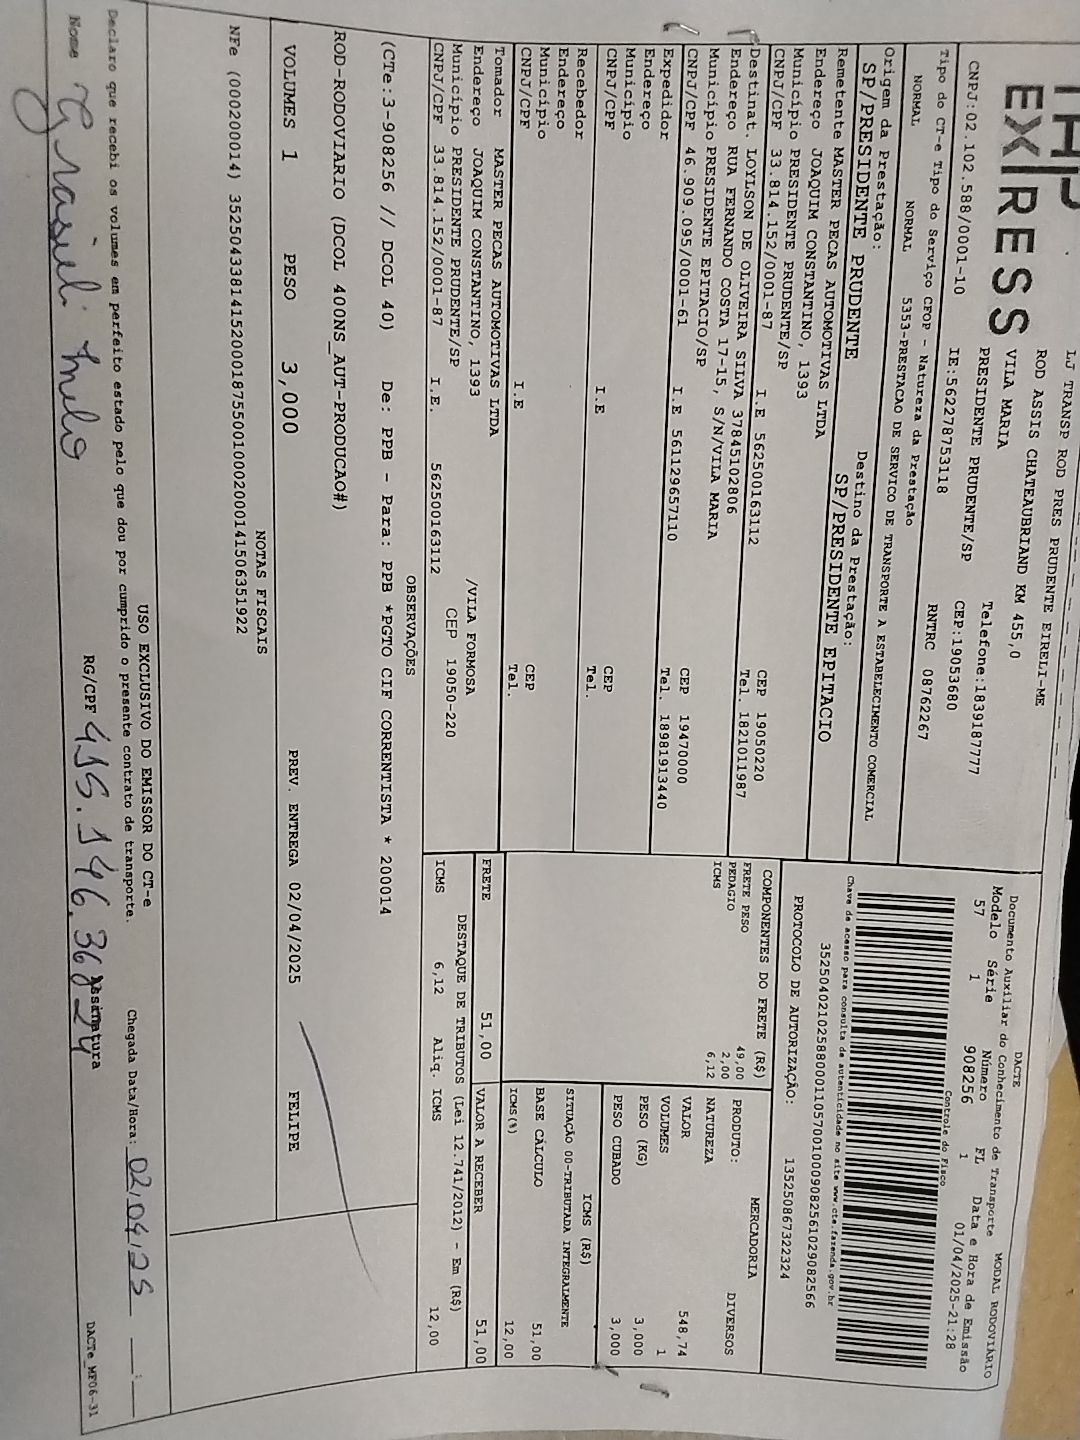 EX|RESS
LJ TRANSP ROD PRES PRUDENTE EIRELI-ME
ROD ASSIS CHATEAUBRIAND KM 455,0
VILA MARIA
PRESIDENTE PRUDENTE/SP CEP:19053680
Telefone:1839187777
CNPJ:02.102.588/0001-10 IE:562278753118 RNTRC 08762267
Tipo do CT-e Tipo do Serviço CFOP - Natureza da Prestação
NORMAL NORMAL 5353-PRESTACAO DE SERVICO DE TRANSPORTE A ESTABELECIMENTO COMERCIAL
Origem da Prestação: Destino da Prestação:
SP/PRESIDENTE PRUDENTE SP/PRESIDENTE EPITACIO
DACTE MODAL RODOVIÁRIO
Documento Auxiliar do Conhecimento de Transporte
Modelo Série Número FL Data e Hora de Emissão
57 1 908256 1 01/04/2025-21:28
Controle do Fisco
Chave de acesso para consulta de autenticidade no site www.cte.fazenda.gov.br
35250402102588000110570010009082561029082566
PROTOCOLO DE AUTORIZAÇÃO: 135250867322324
Remetente MASTER PECAS AUTOMOTIVAS LTDA
Endereço JOAQUIM CONSTANTINO, 1393
Município PRESIDENTE PRUDENTE/SP CEP 19050220
CNPJ/CPF 33.814.152/0001-87 I.E 562500163112 Tel. 1821011987
Destinat. LOYLSON DE OLIVEIRA SILVA 37845102806
Endereço RUA FERNANDO COSTA 17-15, S/N/VILA MARIA
Município PRESIDENTE EPITACIO/SP CEP 19470000
CNPJ/CPF 46.909.095/0001-61 I.E 561129657110 Tel. 18981913440
Expedidor
Endereço
Município CEP
CNPJ/CPF I.E Tel.
Recebedor
Endereço
Município CEP
CNPJ/CPF I.E Tel.
Tomador MASTER PECAS AUTOMOTIVAS LTDA
Endereço JOAQUIM CONSTANTINO, 1393 /VILA FORMOSA
Município PRESIDENTE PRUDENTE/SP CEP 19050-220
CNPJ/CPF 33.814.152/0001-87 I.E. 562500163112
COMPONENTES DO FRETE (R$)
FRETE PESO 49,00
PEDAGIO 2,00
ICMS 6,12
MERCADORIA
PRODUTO: DIVERSOS
NATUREZA
VALOR 548,74
VOLUMES 1
PESO (KG) 3,000
PESO CUBADO 3,000
ICMS (R$)
SITUAÇÃO 00-TRIBUTADA INTEGRALMENTE
BASE CÁLCULO 51,00
ICMS(%) 12,00
FRETE 51,00 VALOR A RECEBER 51,00
DESTAQUE DE TRIBUTOS (Lei 12.741/2012) - Em (R$)
ICMS 6,12 Aliq. ICMS 12,00
OBSERVAÇÕES
(CTe:3-908256 // DCOL 40) De: PPB - Para: PPB *PGTO CIF CORRENTISTA * 200014
ROD-RODOVIARIO (DCOL 400NS_AUT-PRODUCAO#)
VOLUMES 1 PESO 3,000 PREV. ENTREGA 02/04/2025 FELIPE
NOTAS FISCAIS
NFe (000200014) 35250433814152000187550010002000141506351922
USO EXCLUSIVO DO EMISSOR DO CT-e
Declaro que recebi os volumes em perfeito estado pelo que dou por cumprido o presente contrato de transporte. Chegada Data/Hora: 02/04/25 __:__
Nome RG/CPF 415.146.368-24 Assinatura
DACTe_MF06-31